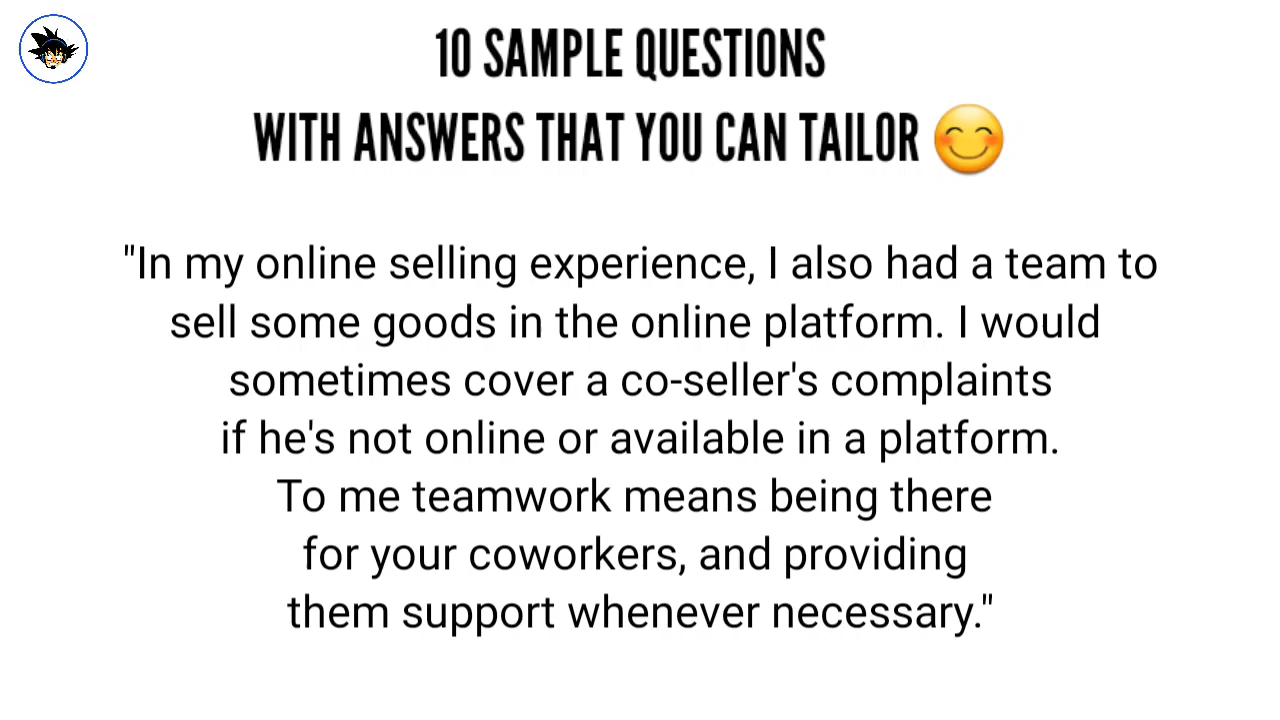 10 SAMPLE QUESTIONS
WITH ANSWERS THAT YOU CAN TAILOR 😊
"In my online selling experience, I also had a team to
sell some goods in the online platform. I would
sometimes cover a co-seller's complaints
if he's not online or available in a platform.
To me teamwork means being there
for your coworkers, and providing
them support whenever necessary."